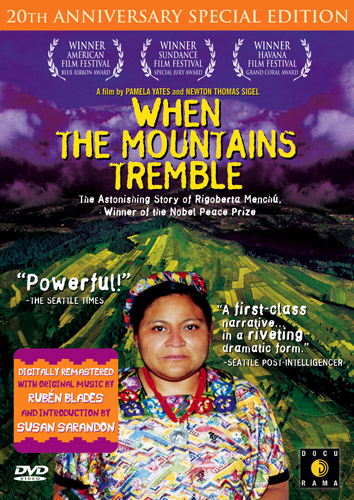 20TH ANNIVERSARY SPECIAL EDITION
WINNER
AMERICAN
FILM FESTIVAL
BLUE RIBBON AWARD
WINNER
SUNDANCE
FILM FESTIVAL
SPECIAL JURY AWARD
WINNER
HAVANA
FILM FESTIVAL
GRAND CORAL AWARD
A film by PAMELA YATES and NEWTON THOMAS SIGEL
WHEN
THE MOUNTAINS
TREMBLE
The Astonishing Story of Rigoberta Menchú,
Winner of the Nobel Peace Prize
"Powerful!"
-THE SEATTLE TIMES
"A first-class
narrative...
in a riveting
dramatic form."
-SEATTLE POST-INTELLIGENCER
DIGITALLY REMASTERED
WITH ORIGINAL MUSIC BY
RUBÉN BLADES
AND INTRODUCTION BY
SUSAN SARANDON
DVD
VIDEO
DOCU
RAMA